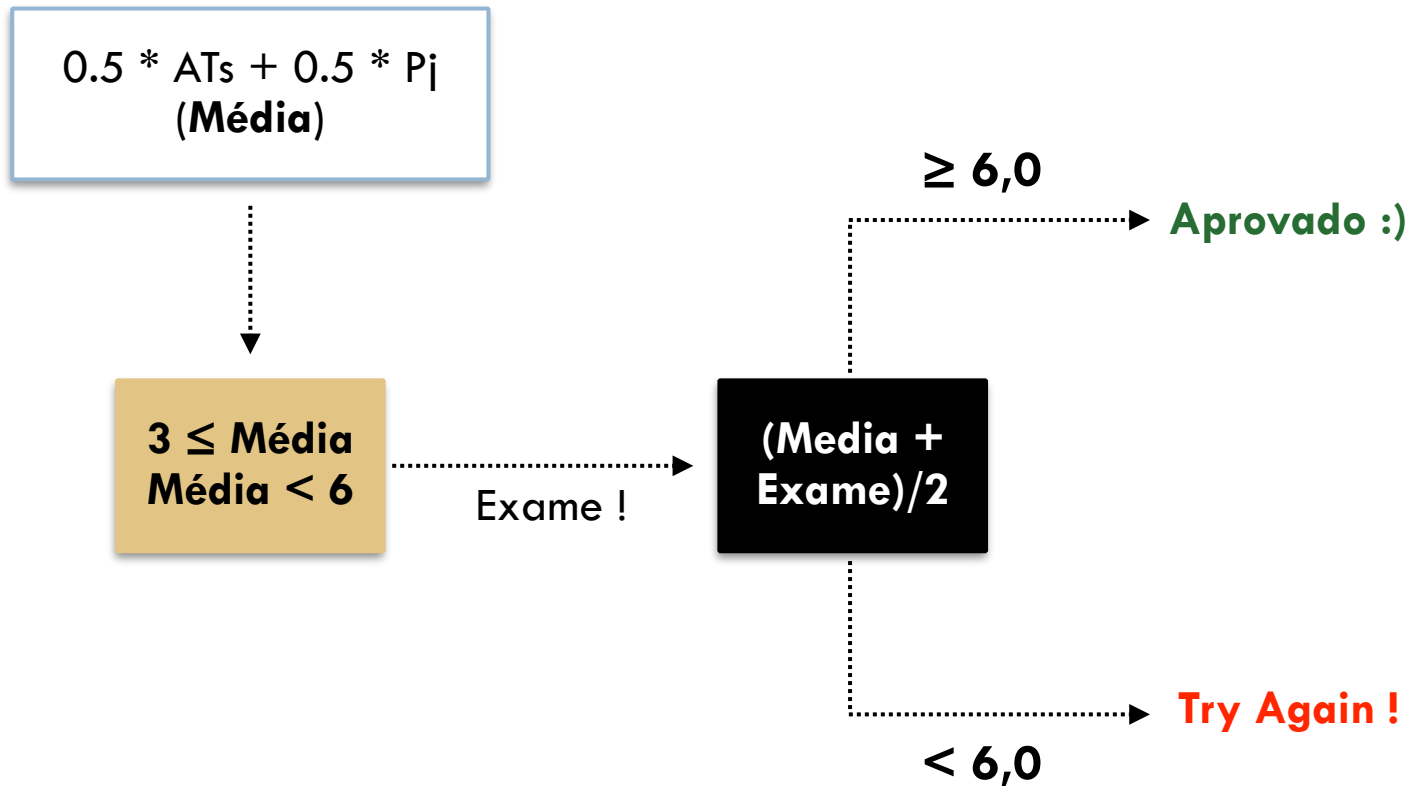 0.5 * ATs + 0.5 * Pj
(Média)
≥ 6,0
Aprovado :)
3 ≤ Média
Média < 6
Exame !
(Media +
Exame)/2
Try Again !
< 6,0